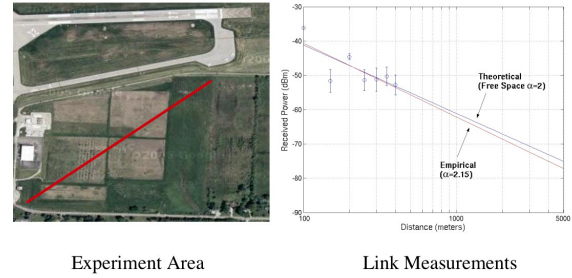 -30
-40
-50
-60
-70
-80
-90
Received Power (dBm)
Theoretical
(Free Space α=2)
Empirical
(α=2.15)
100
1000
5000
Distance (meters)
Experiment Area
Link Measurements